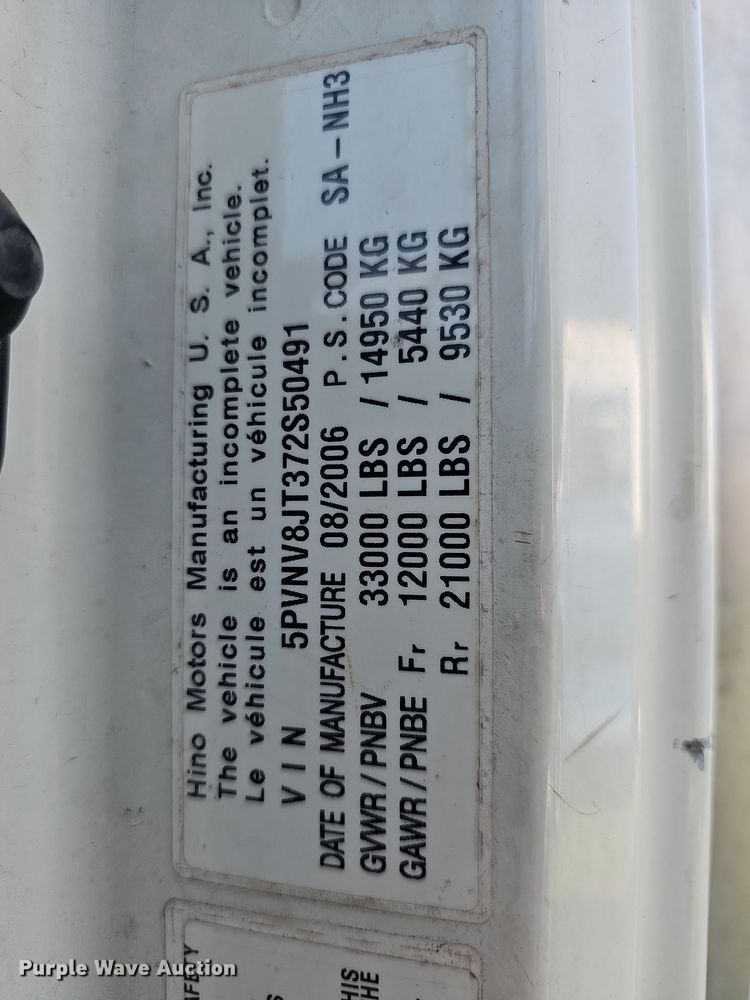 Hino Motors Manufacturing U. S. A., Inc.
The vehicle is an incomplete vehicle.
Le véhicule est un véhicule incomplet.
VIN 5PVNV8JT372S50491
DATE OF MANUFACTURE 08/2006 P.S.CODE SA-NH3
GVWR/PNBV 33000 LBS / 14950 KG
GAWR/PNBE Fr 12000 LBS / 5440 KG
Rr 21000 LBS / 9530 KG
Purple Wave Auction